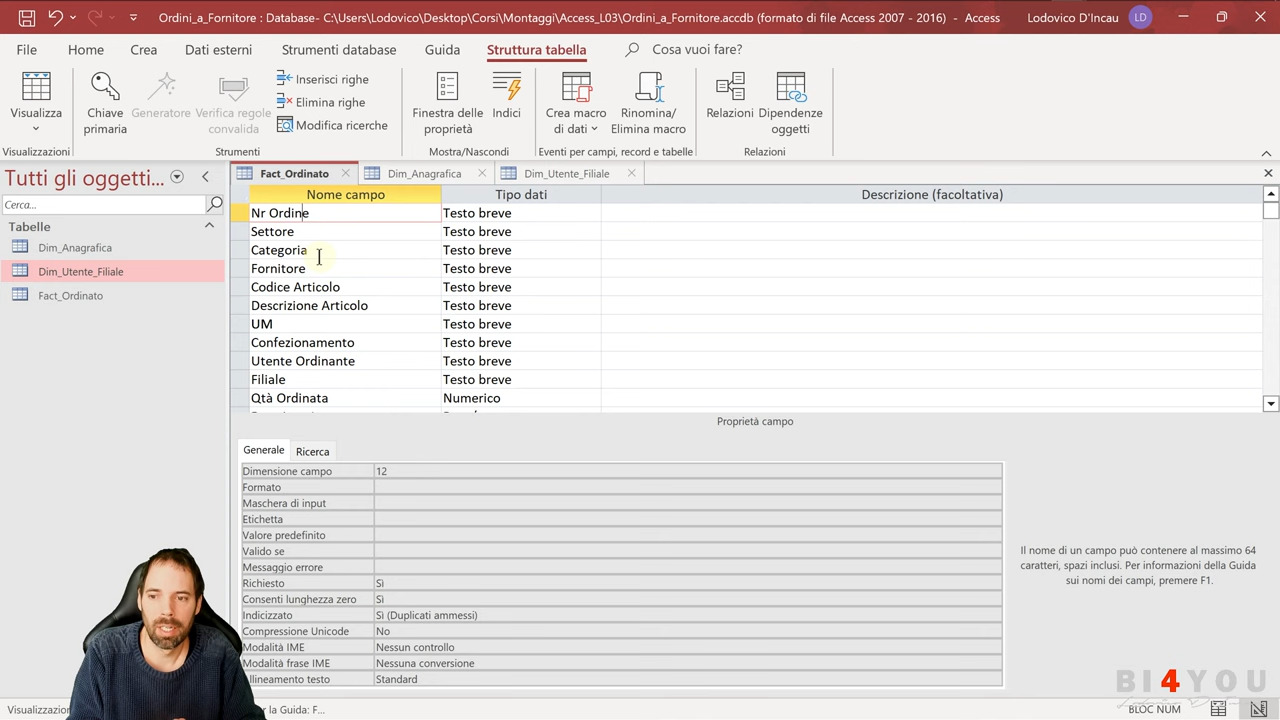 Ordini_a_Fornitore : Database- C:\Users\Lodovico\Desktop\Corsi\Montaggi\Access_L03\Ordini_a_Fornitore.accdb (formato di file Access 2007 - 2016) - Access
Lodovico D'Incau
LD
File
Home
Crea
Dati esterni
Strumenti database
Guida
Struttura tabella
Cosa vuoi fare?
Visualizza
Chiave primaria
Generatore
Verifica regole convalida
Inserisci righe
Elimina righe
Modifica ricerche
Finestra delle proprietà
Indici
Crea macro di dati
Rinomina/ Elimina macro
Relazioni
Dipendenze oggetti
Visualizzazioni
Strumenti
Mostra/Nascondi
Eventi per campi, record e tabelle
Relazioni
Tutti gli oggetti...
Cerca...
Tabelle
Dim_Anagrafica
Dim_Utente_Filiale
Fact_Ordinato
Fact_Ordinato
Dim_Anagrafica
Dim_Utente_Filiale
Nome campo Tipo dati Descrizione (facoltativa)
Nr Ordine Testo breve
Settore Testo breve
Categoria Testo breve
Fornitore Testo breve
Codice Articolo Testo breve
Descrizione Articolo Testo breve
UM Testo breve
Confezionamento Testo breve
Utente Ordinante Testo breve
Filiale Testo breve
Qtà Ordinata Numerico
Proprietà campo
Generale
Ricerca
Dimensione campo 12
Formato
Maschera di input
Etichetta
Valore predefinito
Valido se
Messaggio errore
Richiesto Sì
Consenti lunghezza zero Sì
Indicizzato Sì (Duplicati ammessi)
Compressione Unicode No
Modalità IME Nessun controllo
Modalità frase IME Nessuna conversione
llineamento testo Standard
Il nome di un campo può contenere al massimo 64
caratteri, spazi inclusi. Per informazioni della Guida
sui nomi dei campi, premere F1.
Visualizzazion
r la Guida: F...
BI4YOU
BLOC NUM